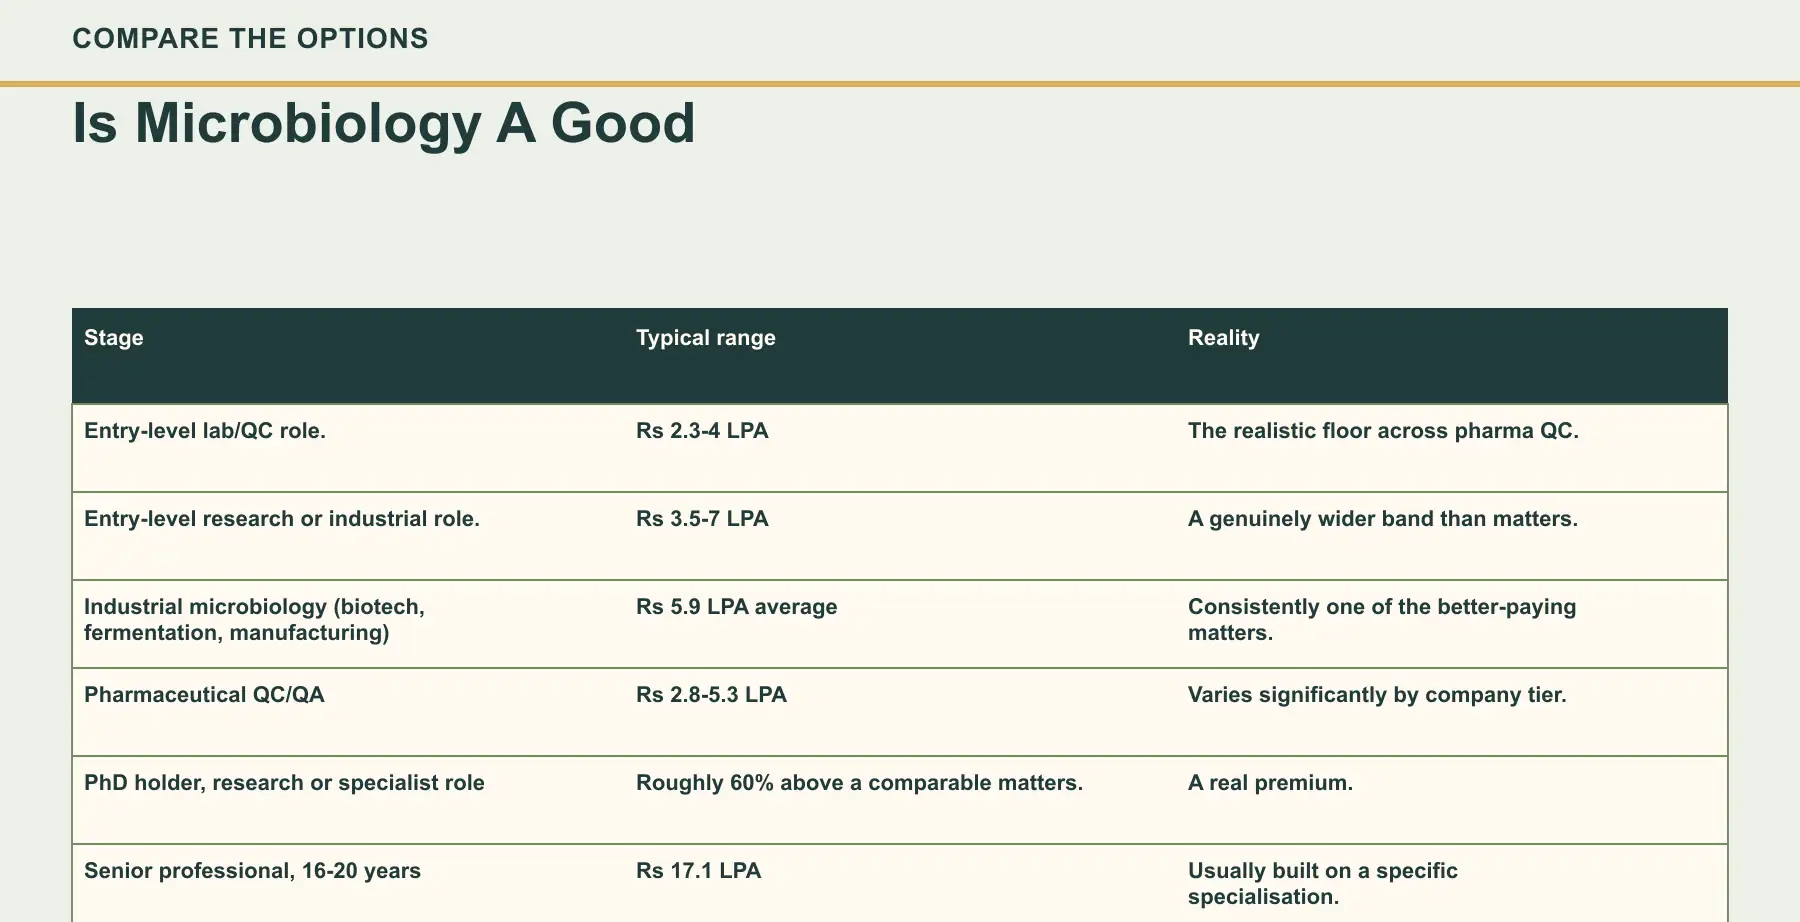 COMPARE THE OPTIONS
Is Microbiology A Good
Stage Typical range Reality
Entry-level lab/QC role. Rs 2.3-4 LPA The realistic floor across pharma QC.
Entry-level research or industrial role. Rs 3.5-7 LPA A genuinely wider band than matters.
Industrial microbiology (biotech, Rs 5.9 LPA average Consistently one of the better-paying
fermentation, manufacturing) matters.
Pharmaceutical QC/QA Rs 2.8-5.3 LPA Varies significantly by company tier.
PhD holder, research or specialist role Roughly 60% above a comparable matters. A real premium.
Senior professional, 16-20 years Rs 17.1 LPA Usually built on a specific
specialisation.